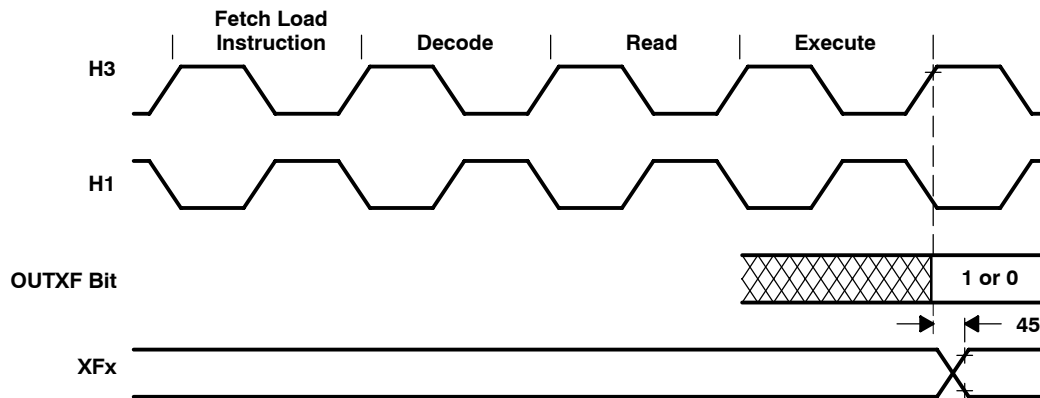 Fetch Load
Instruction
Decode
Read
Execute
H3
H1
OUTXF Bit
1 or 0
45
XFx